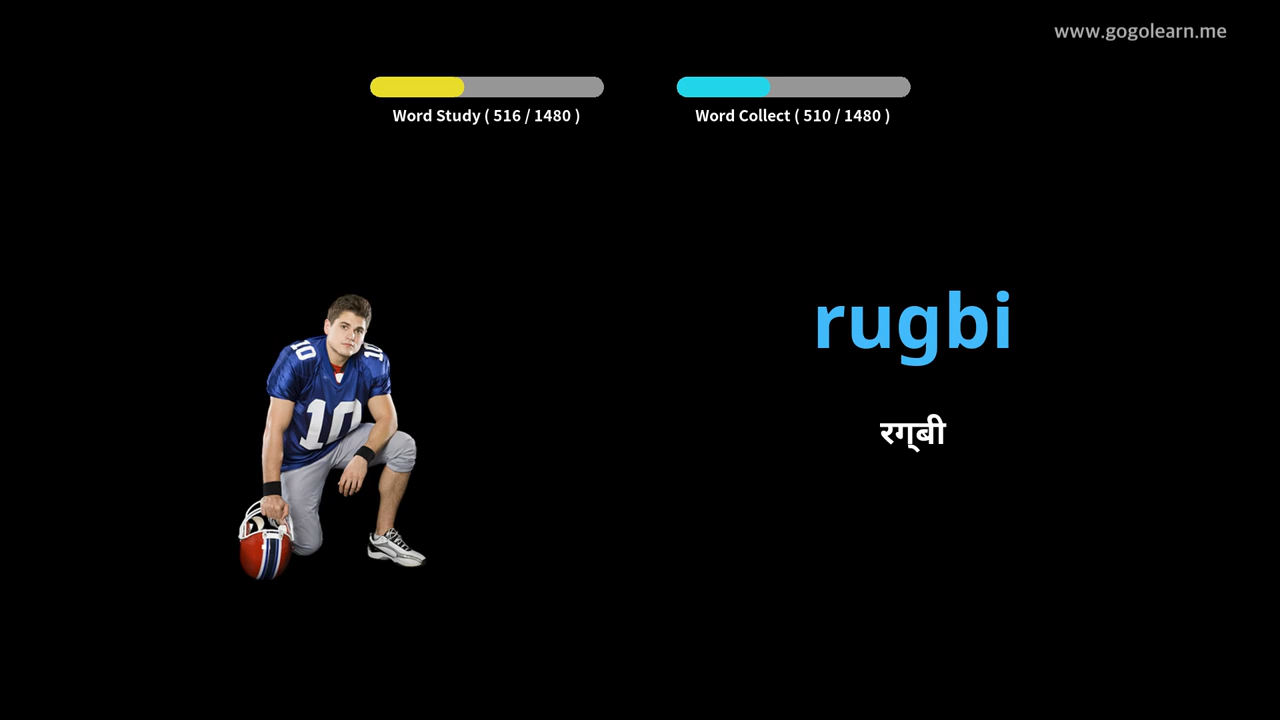 www.gogolearn.me
Word Study ( 516 / 1480 )
Word Collect ( 510 / 1480 )
rugbi
रग्बी
10
10
10